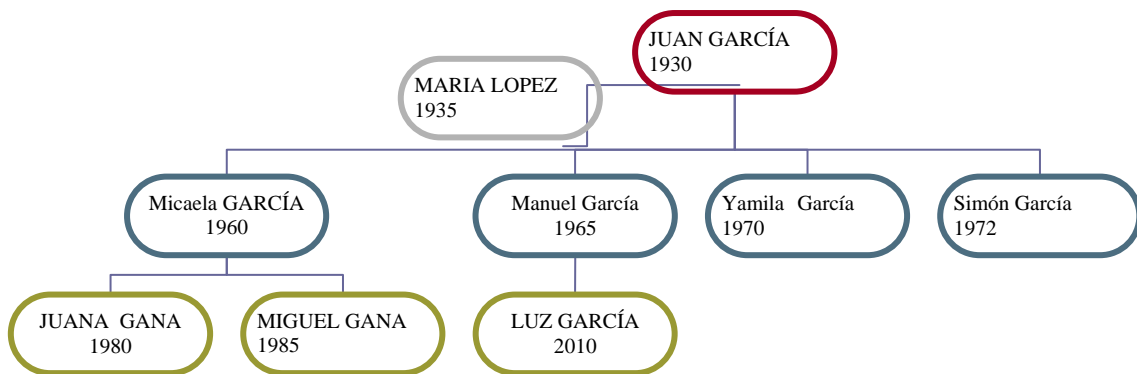 JUAN GARCÍA
1930
MARIA LOPEZ
1935
Micaela GARCÍA
1960
Manuel García
1965
Yamila García
1970
Simón García
1972
JUANA GANA
1980
MIGUEL GANA
1985
LUZ GARCÍA
2010